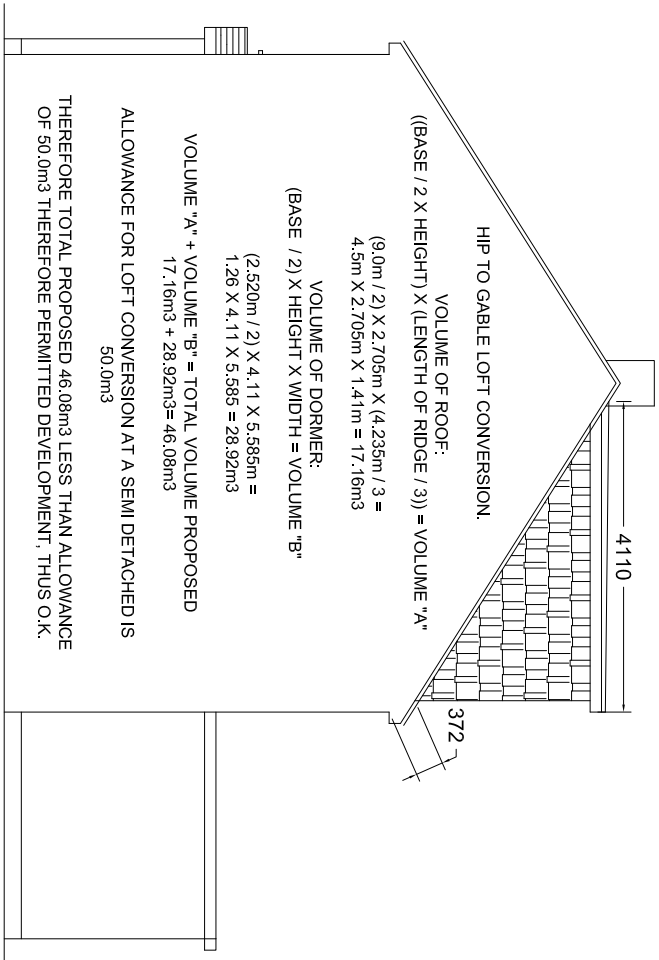 4110
372
HIP TO GABLE LOFT CONVERSION.
VOLUME OF ROOF:
((BASE / 2 X HEIGHT) X (LENGTH OF RIDGE / 3)) = VOLUME "A"
(9.0m / 2) X 2.705m X (4.235m / 3 =
4.5m X 2.705m X 1.41m = 17.16m3
VOLUME OF DORMER:
(BASE / 2) X HEIGHT X WIDTH = VOLUME "B"
(2.520m / 2) X 4.11 X 5.585m =
1.26 X 4.11 X 5.585 = 28.92m3
VOLUME "A" + VOLUME "B" = TOTAL VOLUME PROPOSED
17.16m3 + 28.92m3= 46.08m3
ALLOWANCE FOR LOFT CONVERSION AT A SEMI DETACHED IS
50.0m3
THEREFORE TOTAL PROPOSED 46.08m3 LESS THAN ALLOWANCE
OF 50.0m3 THEREFORE PERMITTED DEVELOPMENT, THUS O.K.